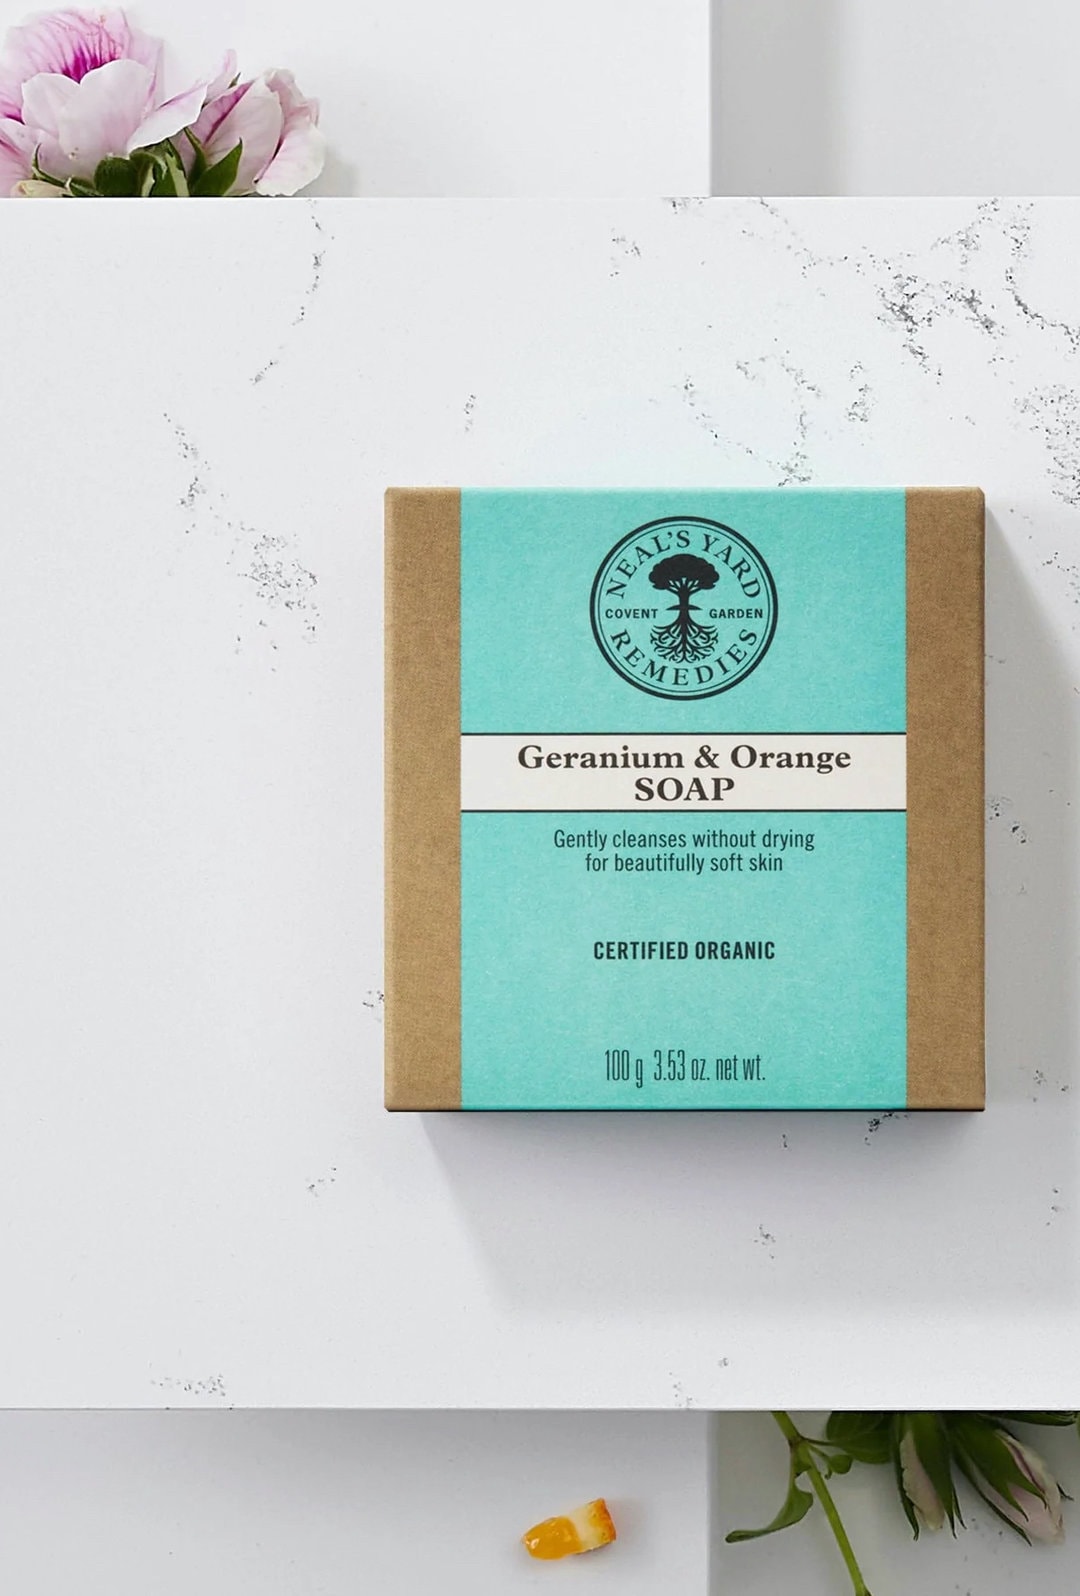 NEAL'S YARD
COVENT GARDEN
REMEDIES
Geranium & Orange
SOAP
Gently cleanses without drying
for beautifully soft skin
CERTIFIED ORGANIC
100 g 3.53 oz. net wt.